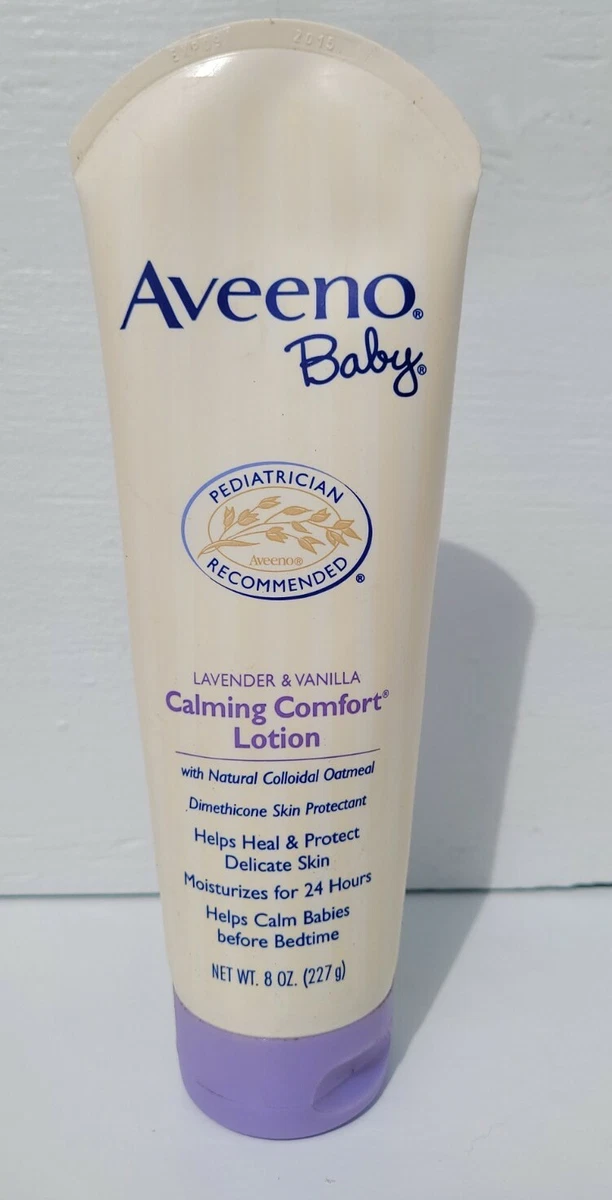 Aveeno®
Baby®
PEDIATRICIAN
Aveeno®
RECOMMENDED®
LAVENDER & VANILLA
Calming Comfort®
Lotion
with Natural Colloidal Oatmeal
Dimethicone Skin Protectant
Helps Heal & Protect
Delicate Skin
Moisturizes for 24 Hours
Helps Calm Babies
before Bedtime
NET WT. 8 OZ. (227 g)